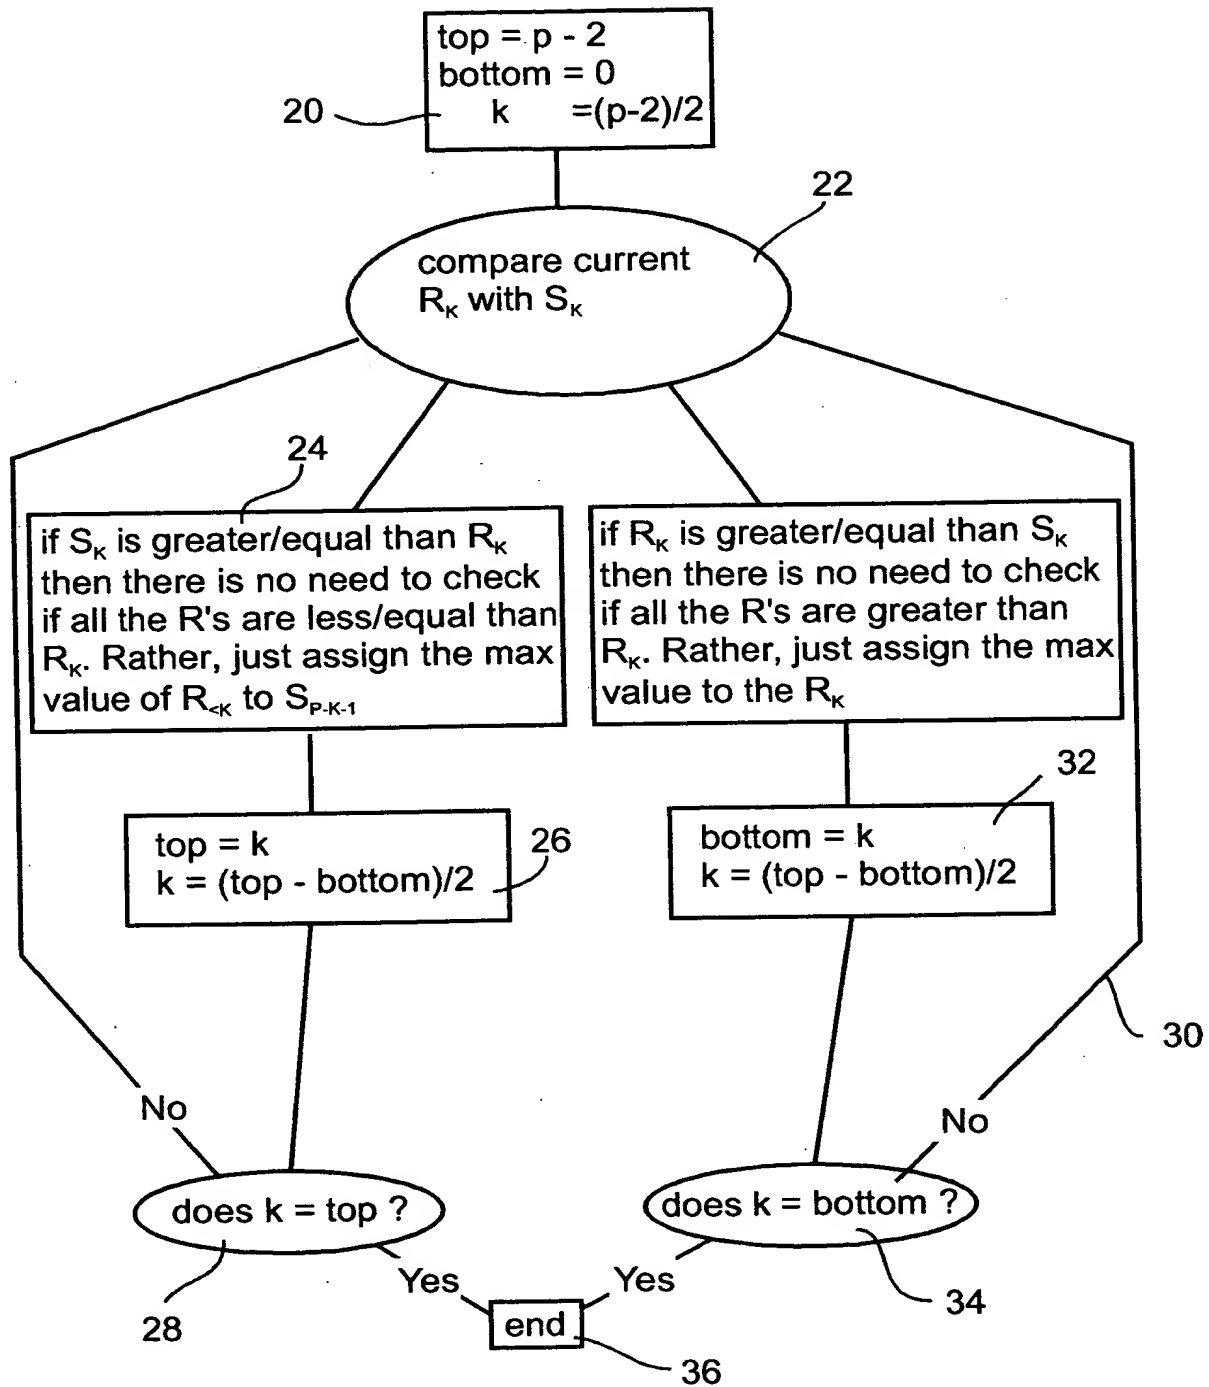 top = p - 2
bottom = 0
k =(p-2)/2
20
22
compare current
Rₖ with Sₖ
24
if Sₖ is greater/equal than Rₖ
then there is no need to check
if all the R's are less/equal than
Rₖ. Rather, just assign the max
value of R<ₖ to Sₚ₋ₖ₋₁
if Rₖ is greater/equal than Sₖ
then there is no need to check
if all the R's are greater than
Rₖ. Rather, just assign the max
value to the Rₖ
top = k
k = (top - bottom)/2
26
32
bottom = k
k = (top - bottom)/2
30
No
No
does k = top ?
does k = bottom ?
28
Yes
Yes
34
end
36